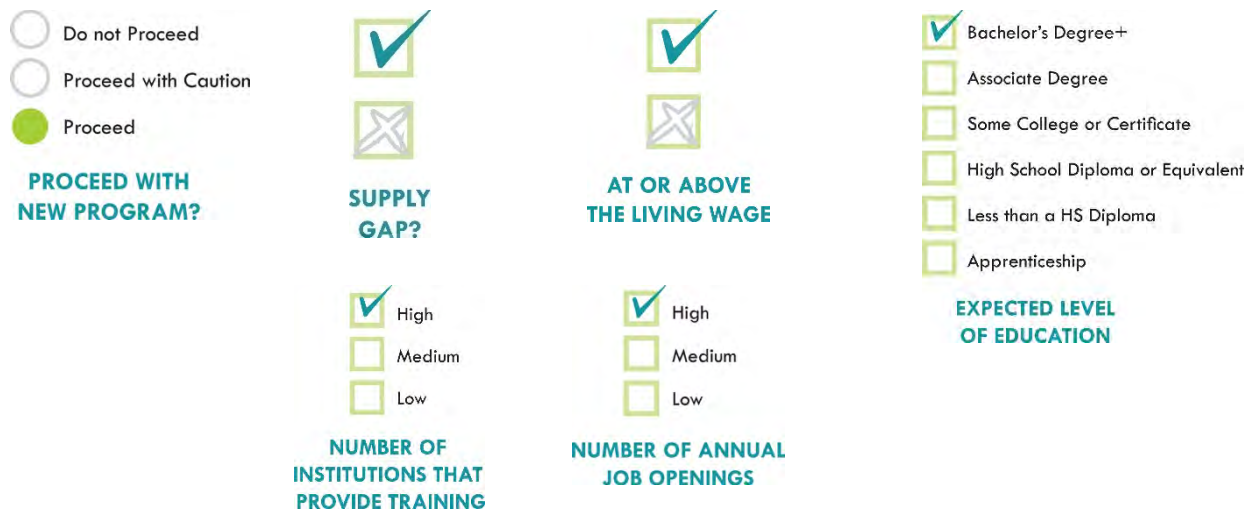 Do not Proceed
Proceed with Caution
Proceed
PROCEED WITH
NEW PROGRAM?
SUPPLY
GAP?
AT OR ABOVE
THE LIVING WAGE
Bachelor's Degree+
Associate Degree
Some College or Certificate
High School Diploma or Equivalent
Less than a HS Diploma
Apprenticeship
EXPECTED LEVEL
OF EDUCATION
High
Medium
Low
NUMBER OF
INSTITUTIONS THAT
PROVIDE TRAINING
High
Medium
Low
NUMBER OF ANNUAL
JOB OPENINGS